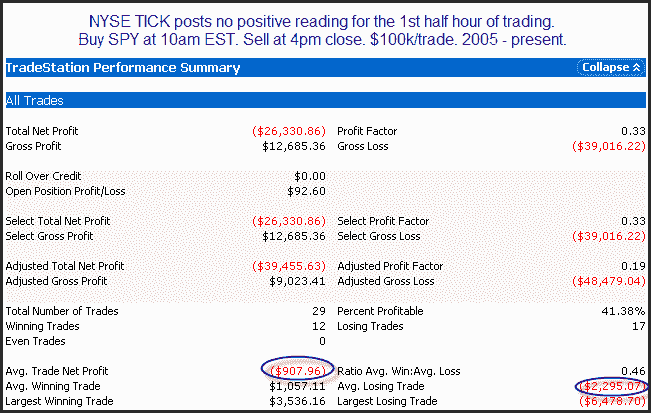 NYSE TICK posts no positive reading for the 1st half hour of trading.
Buy SPY at 10am EST. Sell at 4pm close. $100k/trade. 2005 - present.
TradeStation Performance Summary Collapse
All Trades
Total Net Profit ($26,330.86) Profit Factor 0.33
Gross Profit $12,685.36 Gross Loss ($39,016.22)
Roll Over Credit $0.00
Open Position Profit/Loss $92.60
Select Total Net Profit ($26,330.86) Select Profit Factor 0.33
Select Gross Profit $12,685.36 Select Gross Loss ($39,016.22)
Adjusted Total Net Profit ($39,455.63) Adjusted Profit Factor 0.19
Adjusted Gross Profit $9,023.41 Adjusted Gross Loss ($48,479.04)
Total Number of Trades 29 Percent Profitable 41.38%
Winning Trades 12 Losing Trades 17
Even Trades 0
Avg. Trade Net Profit ($907.96) Ratio Avg. Win:Avg. Loss 0.46
Avg. Winning Trade $1,057.11 Avg. Losing Trade ($2,295.07)
Largest Winning Trade $3,536.16 Largest Losing Trade ($6,478.70)